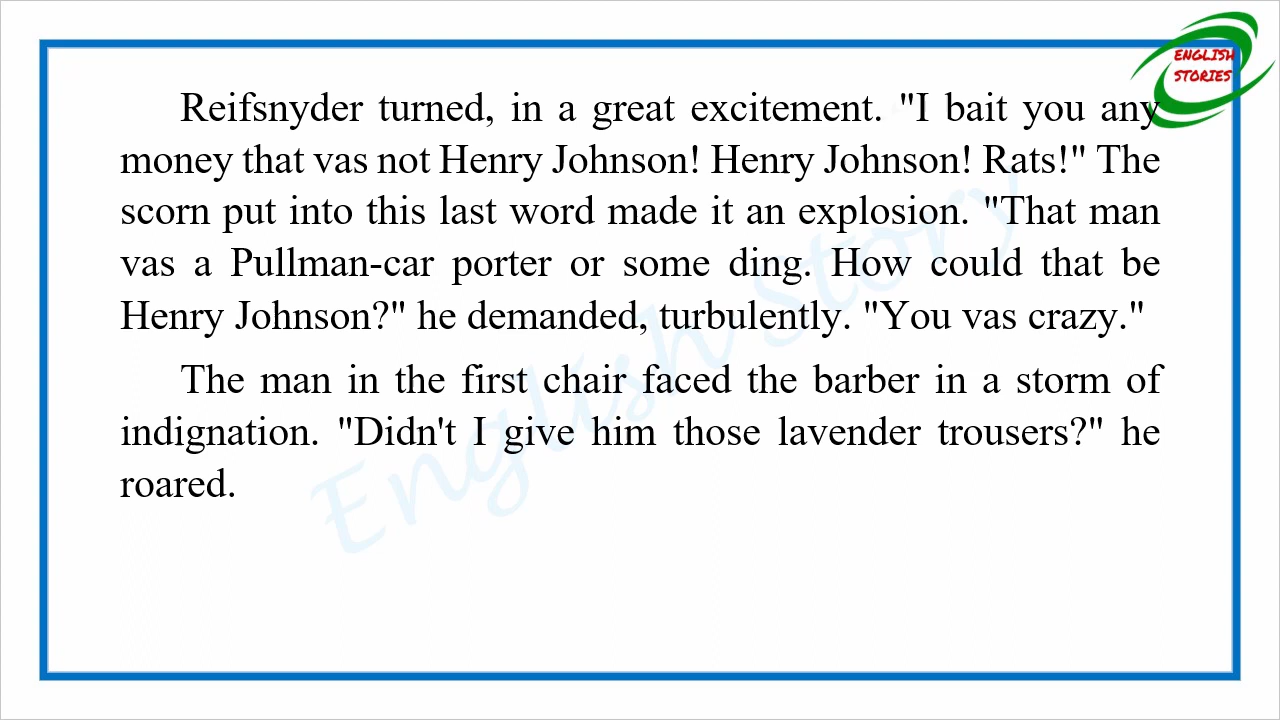 ENGLISH
STORIES
Reifsnyder turned, in a great excitement. "I bait you any
money that vas not Henry Johnson! Henry Johnson! Rats!" The
scorn put into this last word made it an explosion. "That man
vas a Pullman-car porter or some ding. How could that be
Henry Johnson?" he demanded, turbulently. "You vas crazy."
The man in the first chair faced the barber in a storm of
indignation. "Didn't I give him those lavender trousers?" he
roared.
English Story